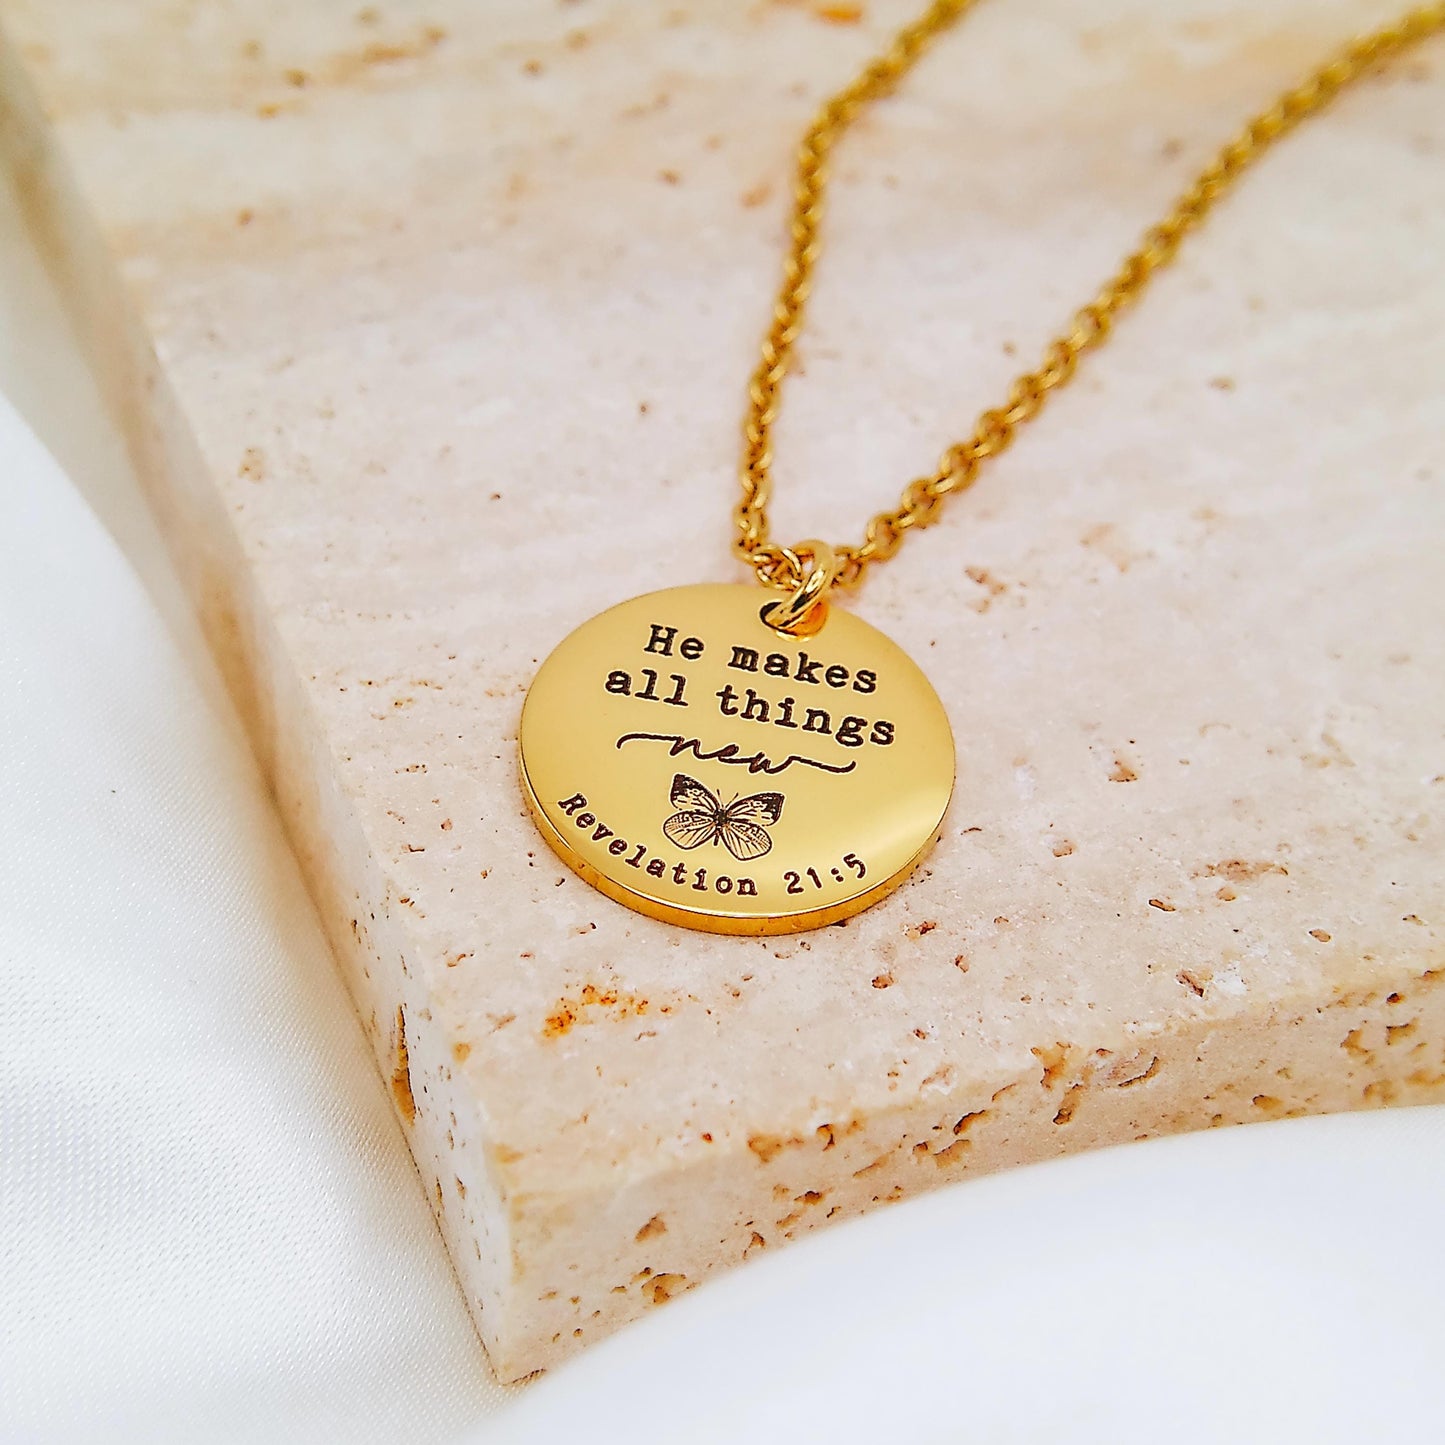 He makes
all things
new
Revelation 21:5